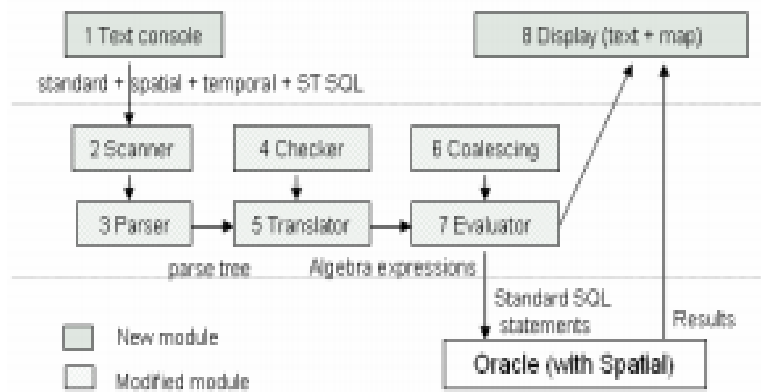 1 Text console
8 Display (text + map)
standard + spatial + temporal + ST SQL
2 Scanner
4 Checker
6 Coalescing
3 Parser
5 Translator
7 Evaluator
parse tree
Algebra expressions
Standard SQL
statements
Results
New module
Oracle (with Spatial)
Modified module